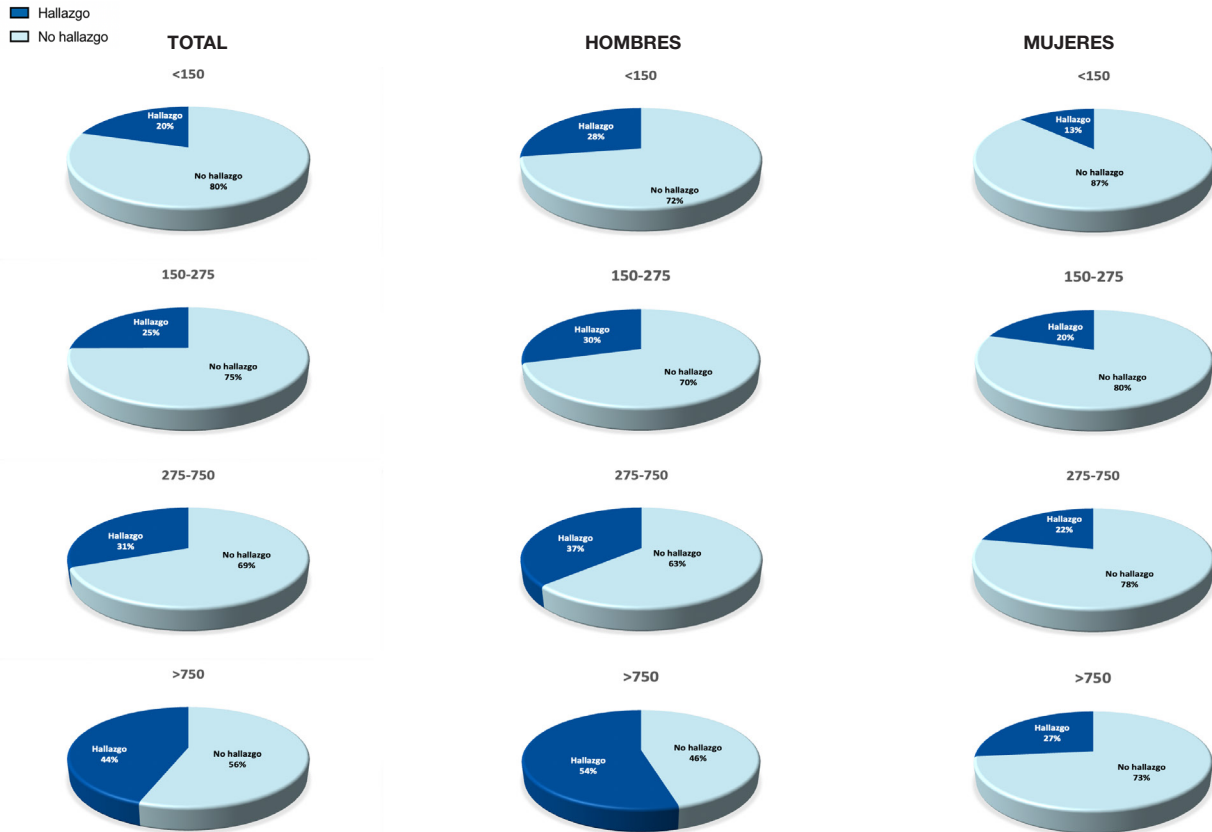 Hallazgo
No hallazgo
TOTAL
HOMBRES
MUJERES
<150
<150
<150
Hallazgo
20%
No hallazgo
80%
Hallazgo
28%
No hallazgo
72%
Hallazgo
13%
No hallazgo
87%
150-275
150-275
150-275
Hallazgo
25%
No hallazgo
75%
Hallazgo
30%
No hallazgo
70%
Hallazgo
20%
No hallazgo
80%
275-750
275-750
275-750
Hallazgo
31%
No hallazgo
69%
Hallazgo
37%
No hallazgo
63%
Hallazgo
22%
No hallazgo
78%
>750
>750
>750
Hallazgo
44%
No hallazgo
56%
Hallazgo
54%
No hallazgo
46%
Hallazgo
27%
No hallazgo
73%